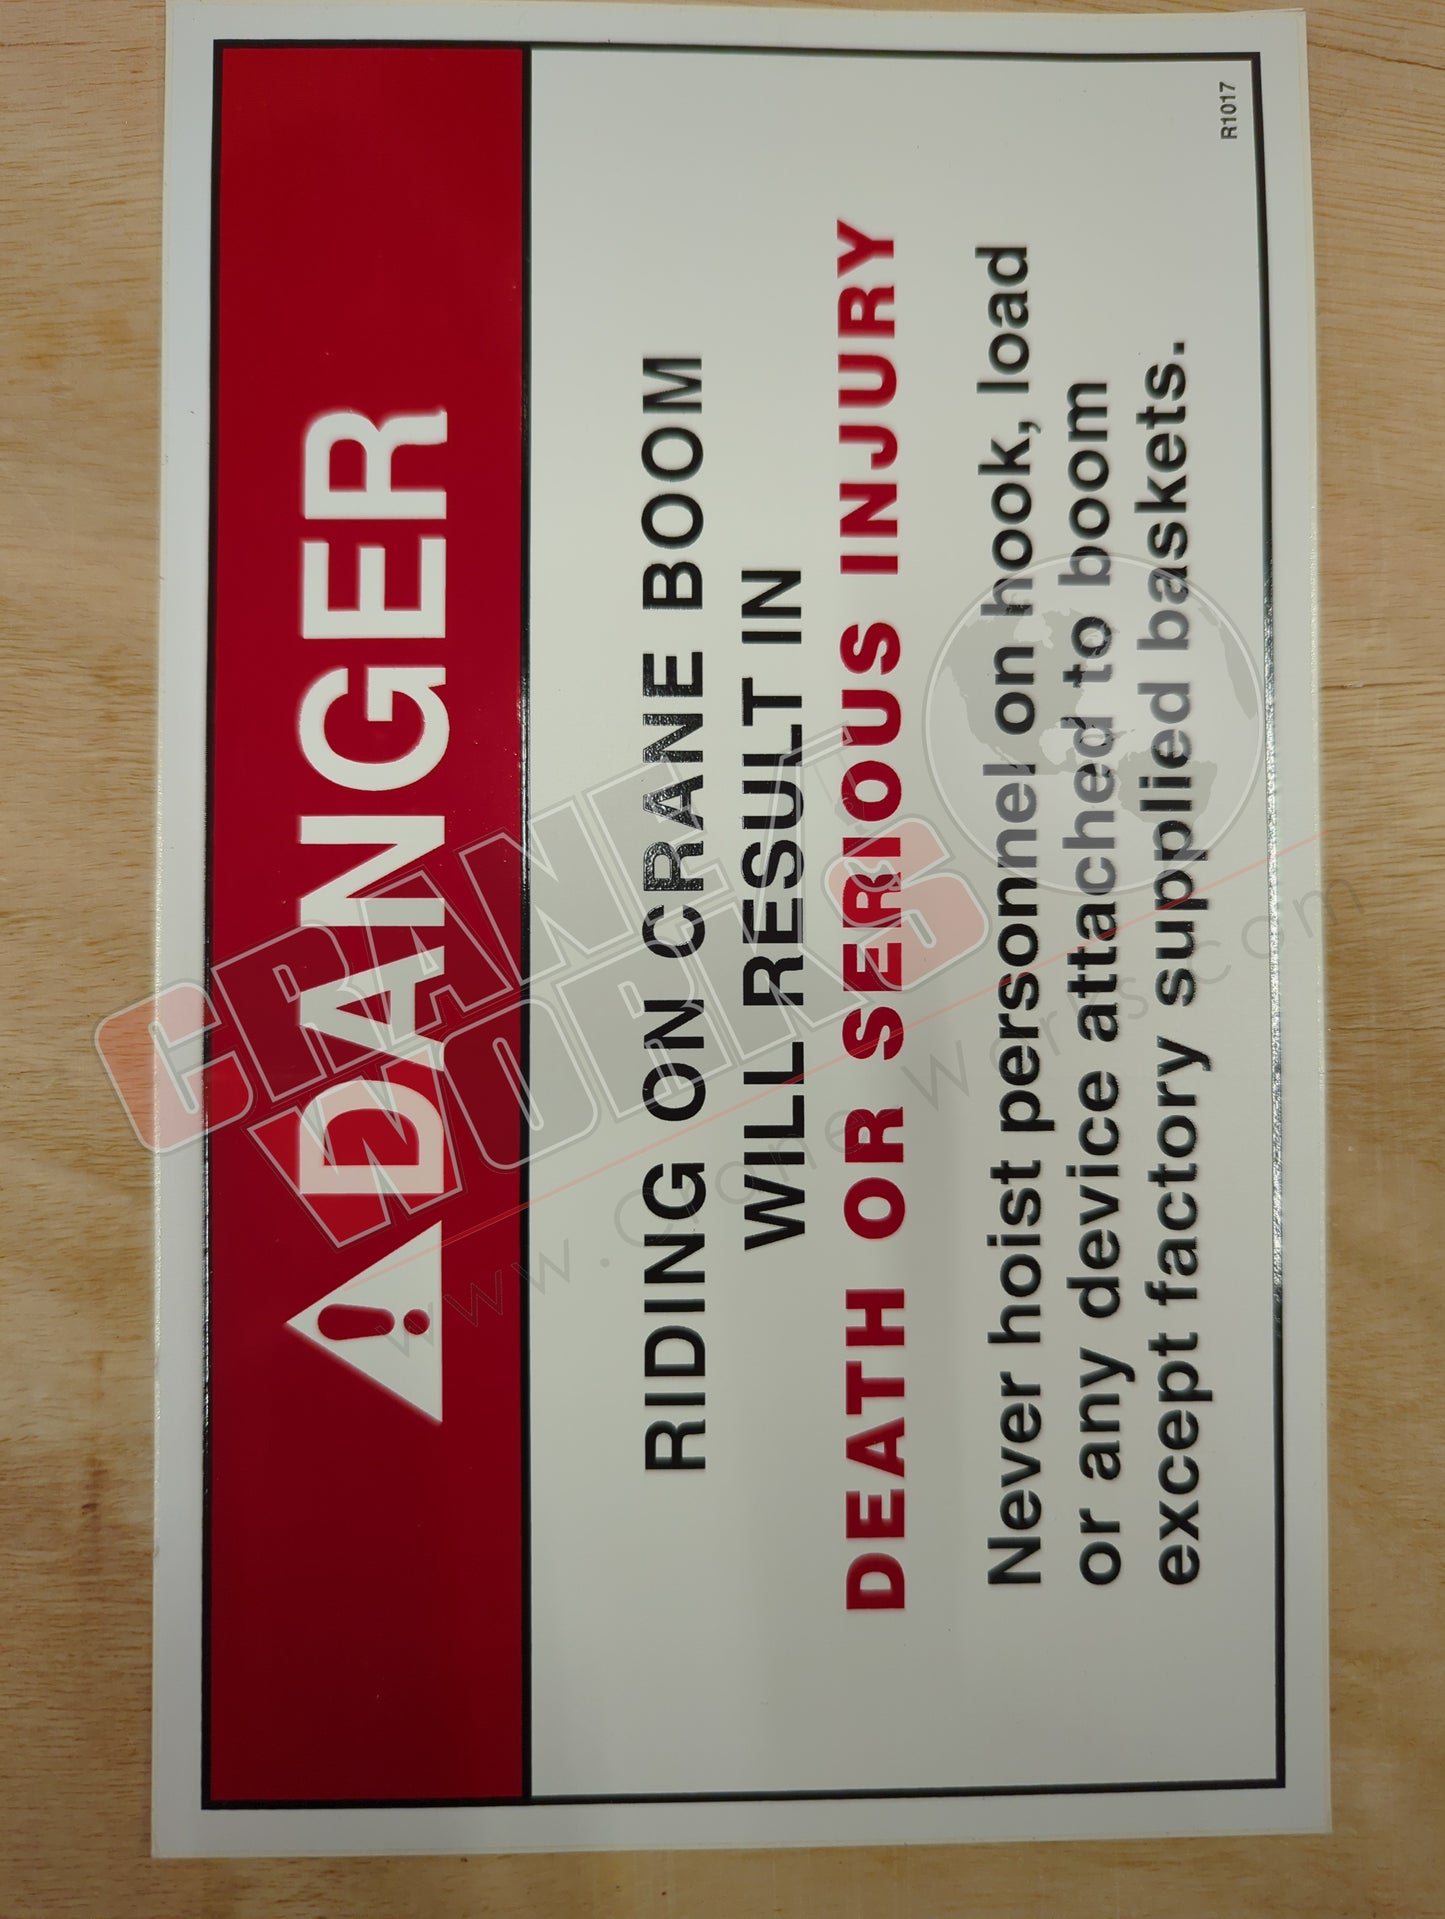 DANGER
RIDING ON CRANE BOOM
WILL RESULT IN
DEATH OR SERIOUS INJURY
Never hoist personnel on hook, load
or any device attached to boom
except factory supplied baskets.
R1017
CRANE
WORKS
www.CraneWorks.com